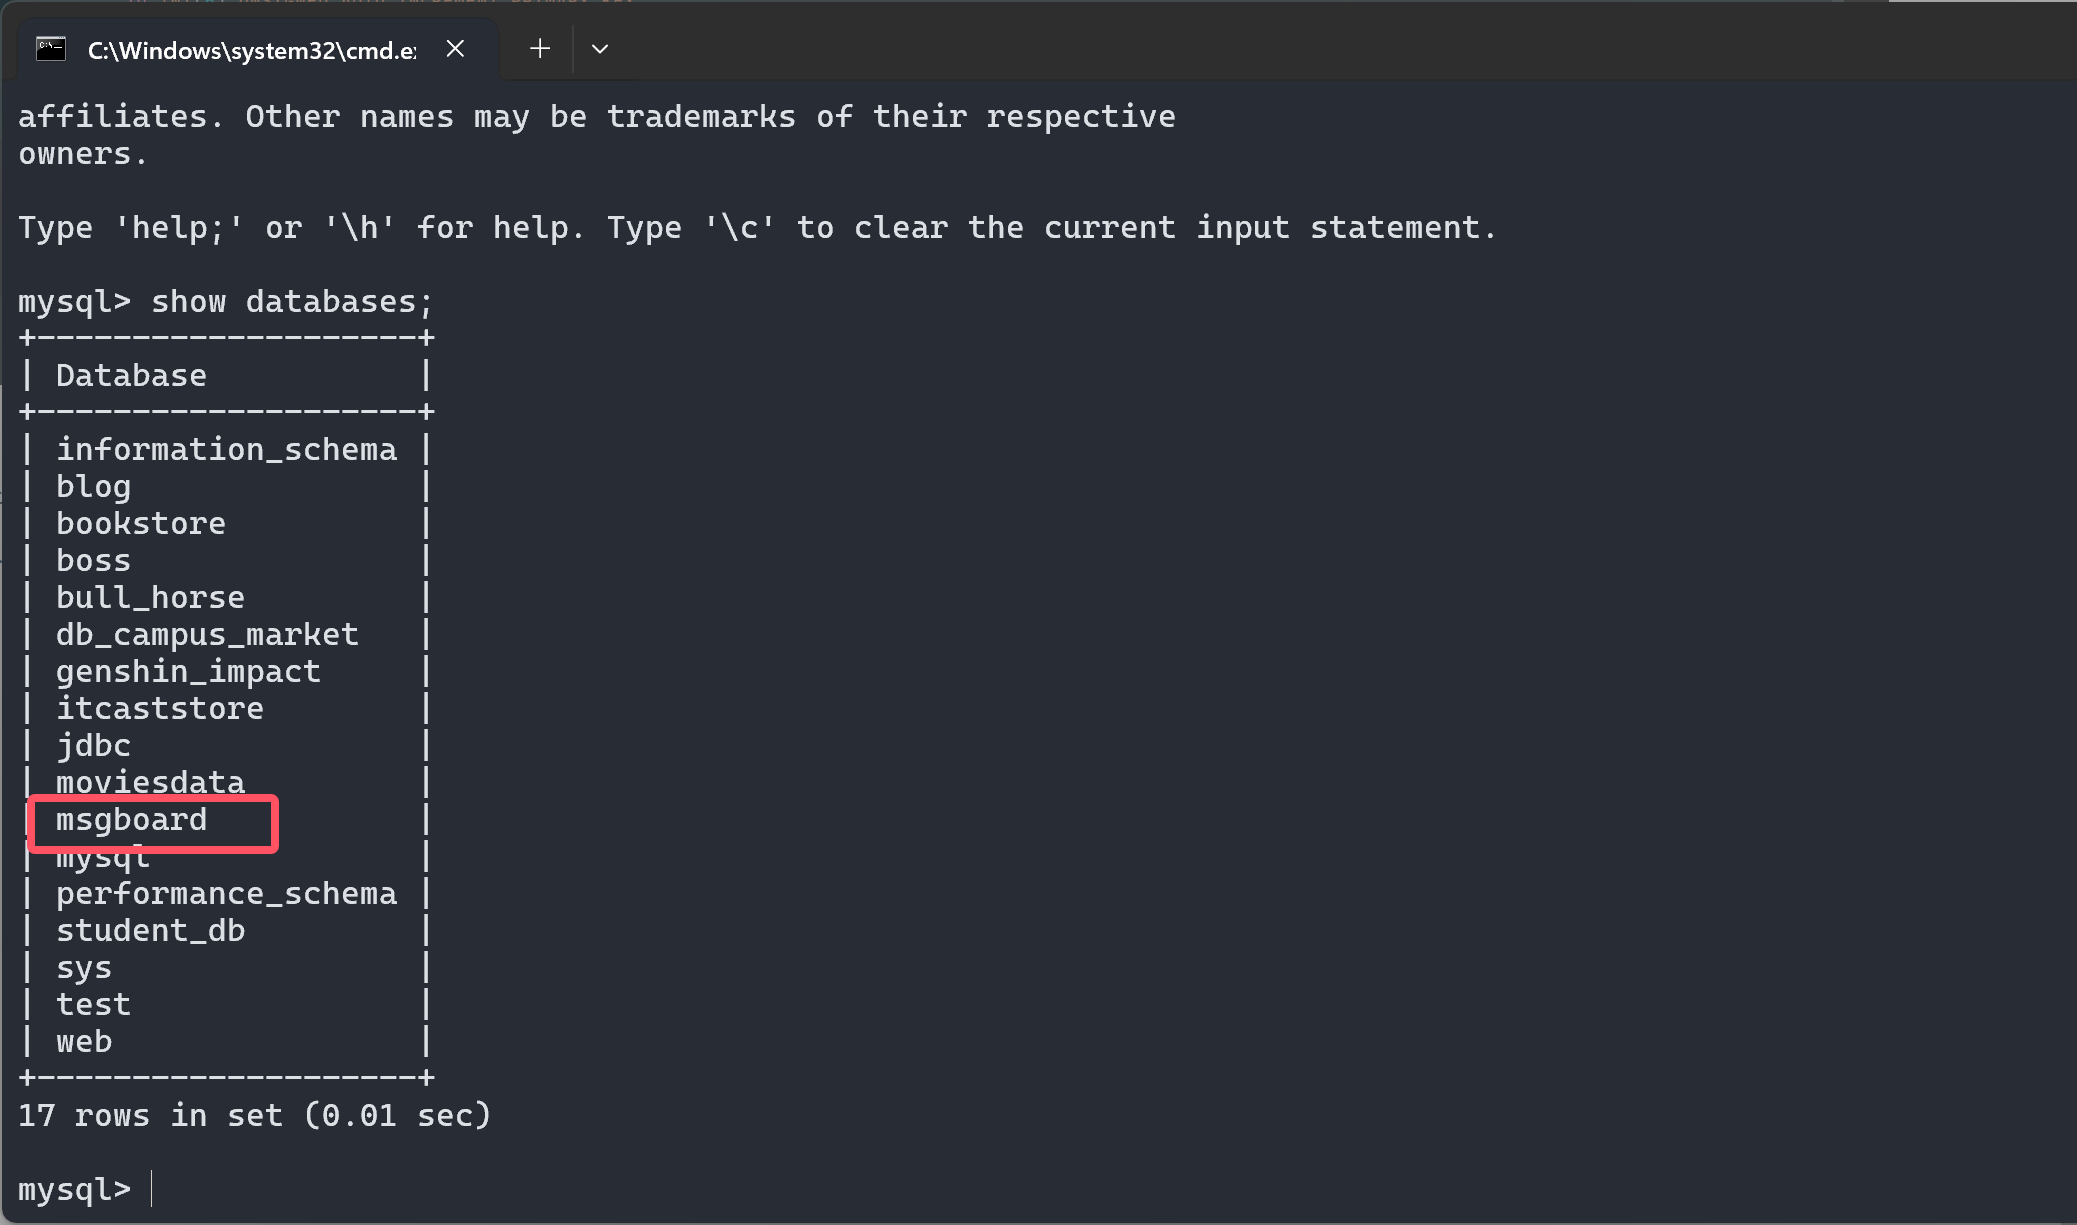 C:\Windows\system32\cmd.e
affiliates. Other names may be trademarks of their respective
owners.
Type 'help;' or '\h' for help. Type '\c' to clear the current input statement.
mysql> show databases;
+--------------------+
| Database           |
+--------------------+
| information_schema |
| blog               |
| bookstore          |
| boss               |
| bull_horse         |
| db_campus_market   |
| genshin_impact     |
| itcaststore        |
| jdbc               |
| moviesdata         |
| msgboard           |
| mysql              |
| performance_schema |
| student_db         |
| sys                |
| test               |
| web                |
+--------------------+
17 rows in set (0.01 sec)
mysql>